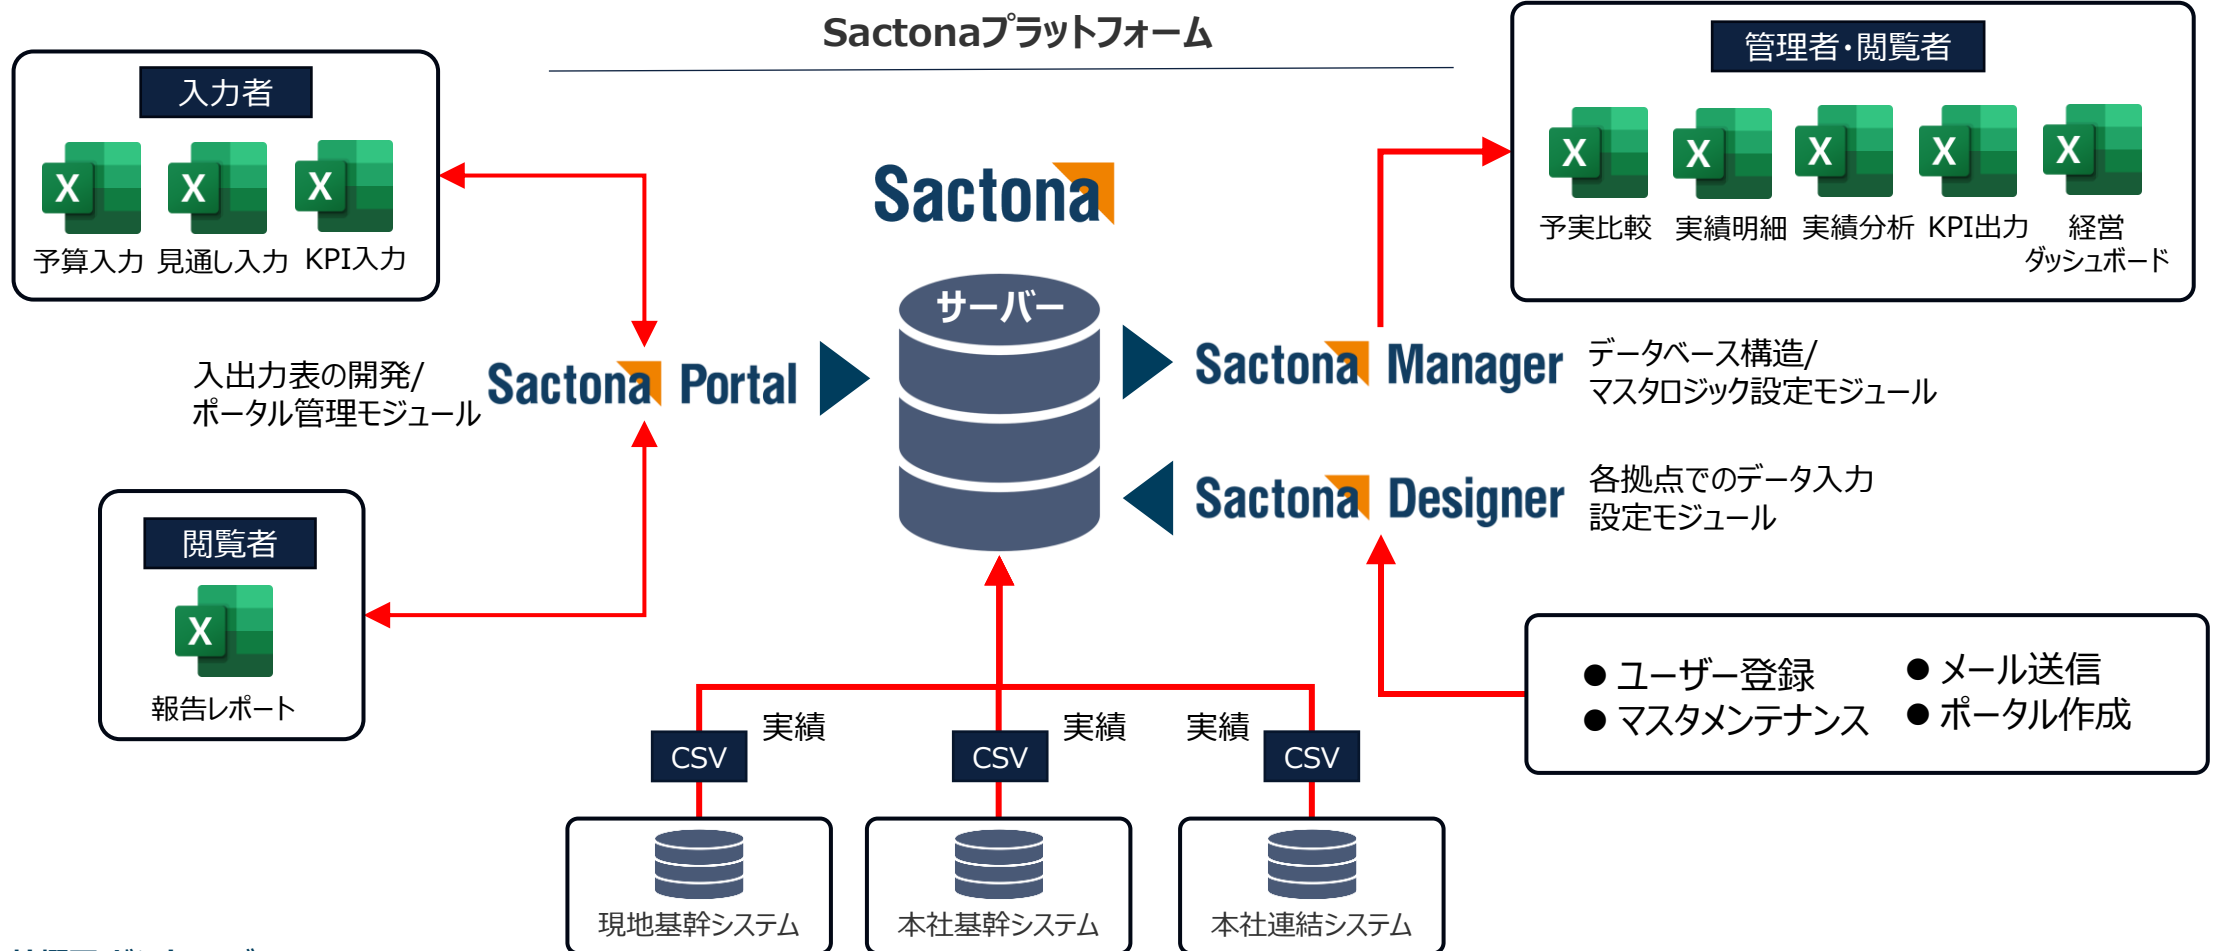 Sactonaプラットフォーム
入力者
X
X
X
予算入力
見通し入力
KPI入力
管理者・閲覧者
X
X
X
X
X
予実比較
実績明細
実績分析
KPI出力
経営
ダッシュボード
Sactona
サーバー
入出力表の開発/
ポータル管理モジュール
Sactona Portal
Sactona Manager
データベース構造/
マスタロジック設定モジュール
Sactona Designer
各拠点でのデータ入力
設定モジュール
閲覧者
X
報告レポート
●ユーザー登録
●マスタメンテナンス
●メール送信
●ポータル作成
実績
実績
実績
CSV
CSV
CSV
現地基幹システム
本社基幹システム
本社連結システム